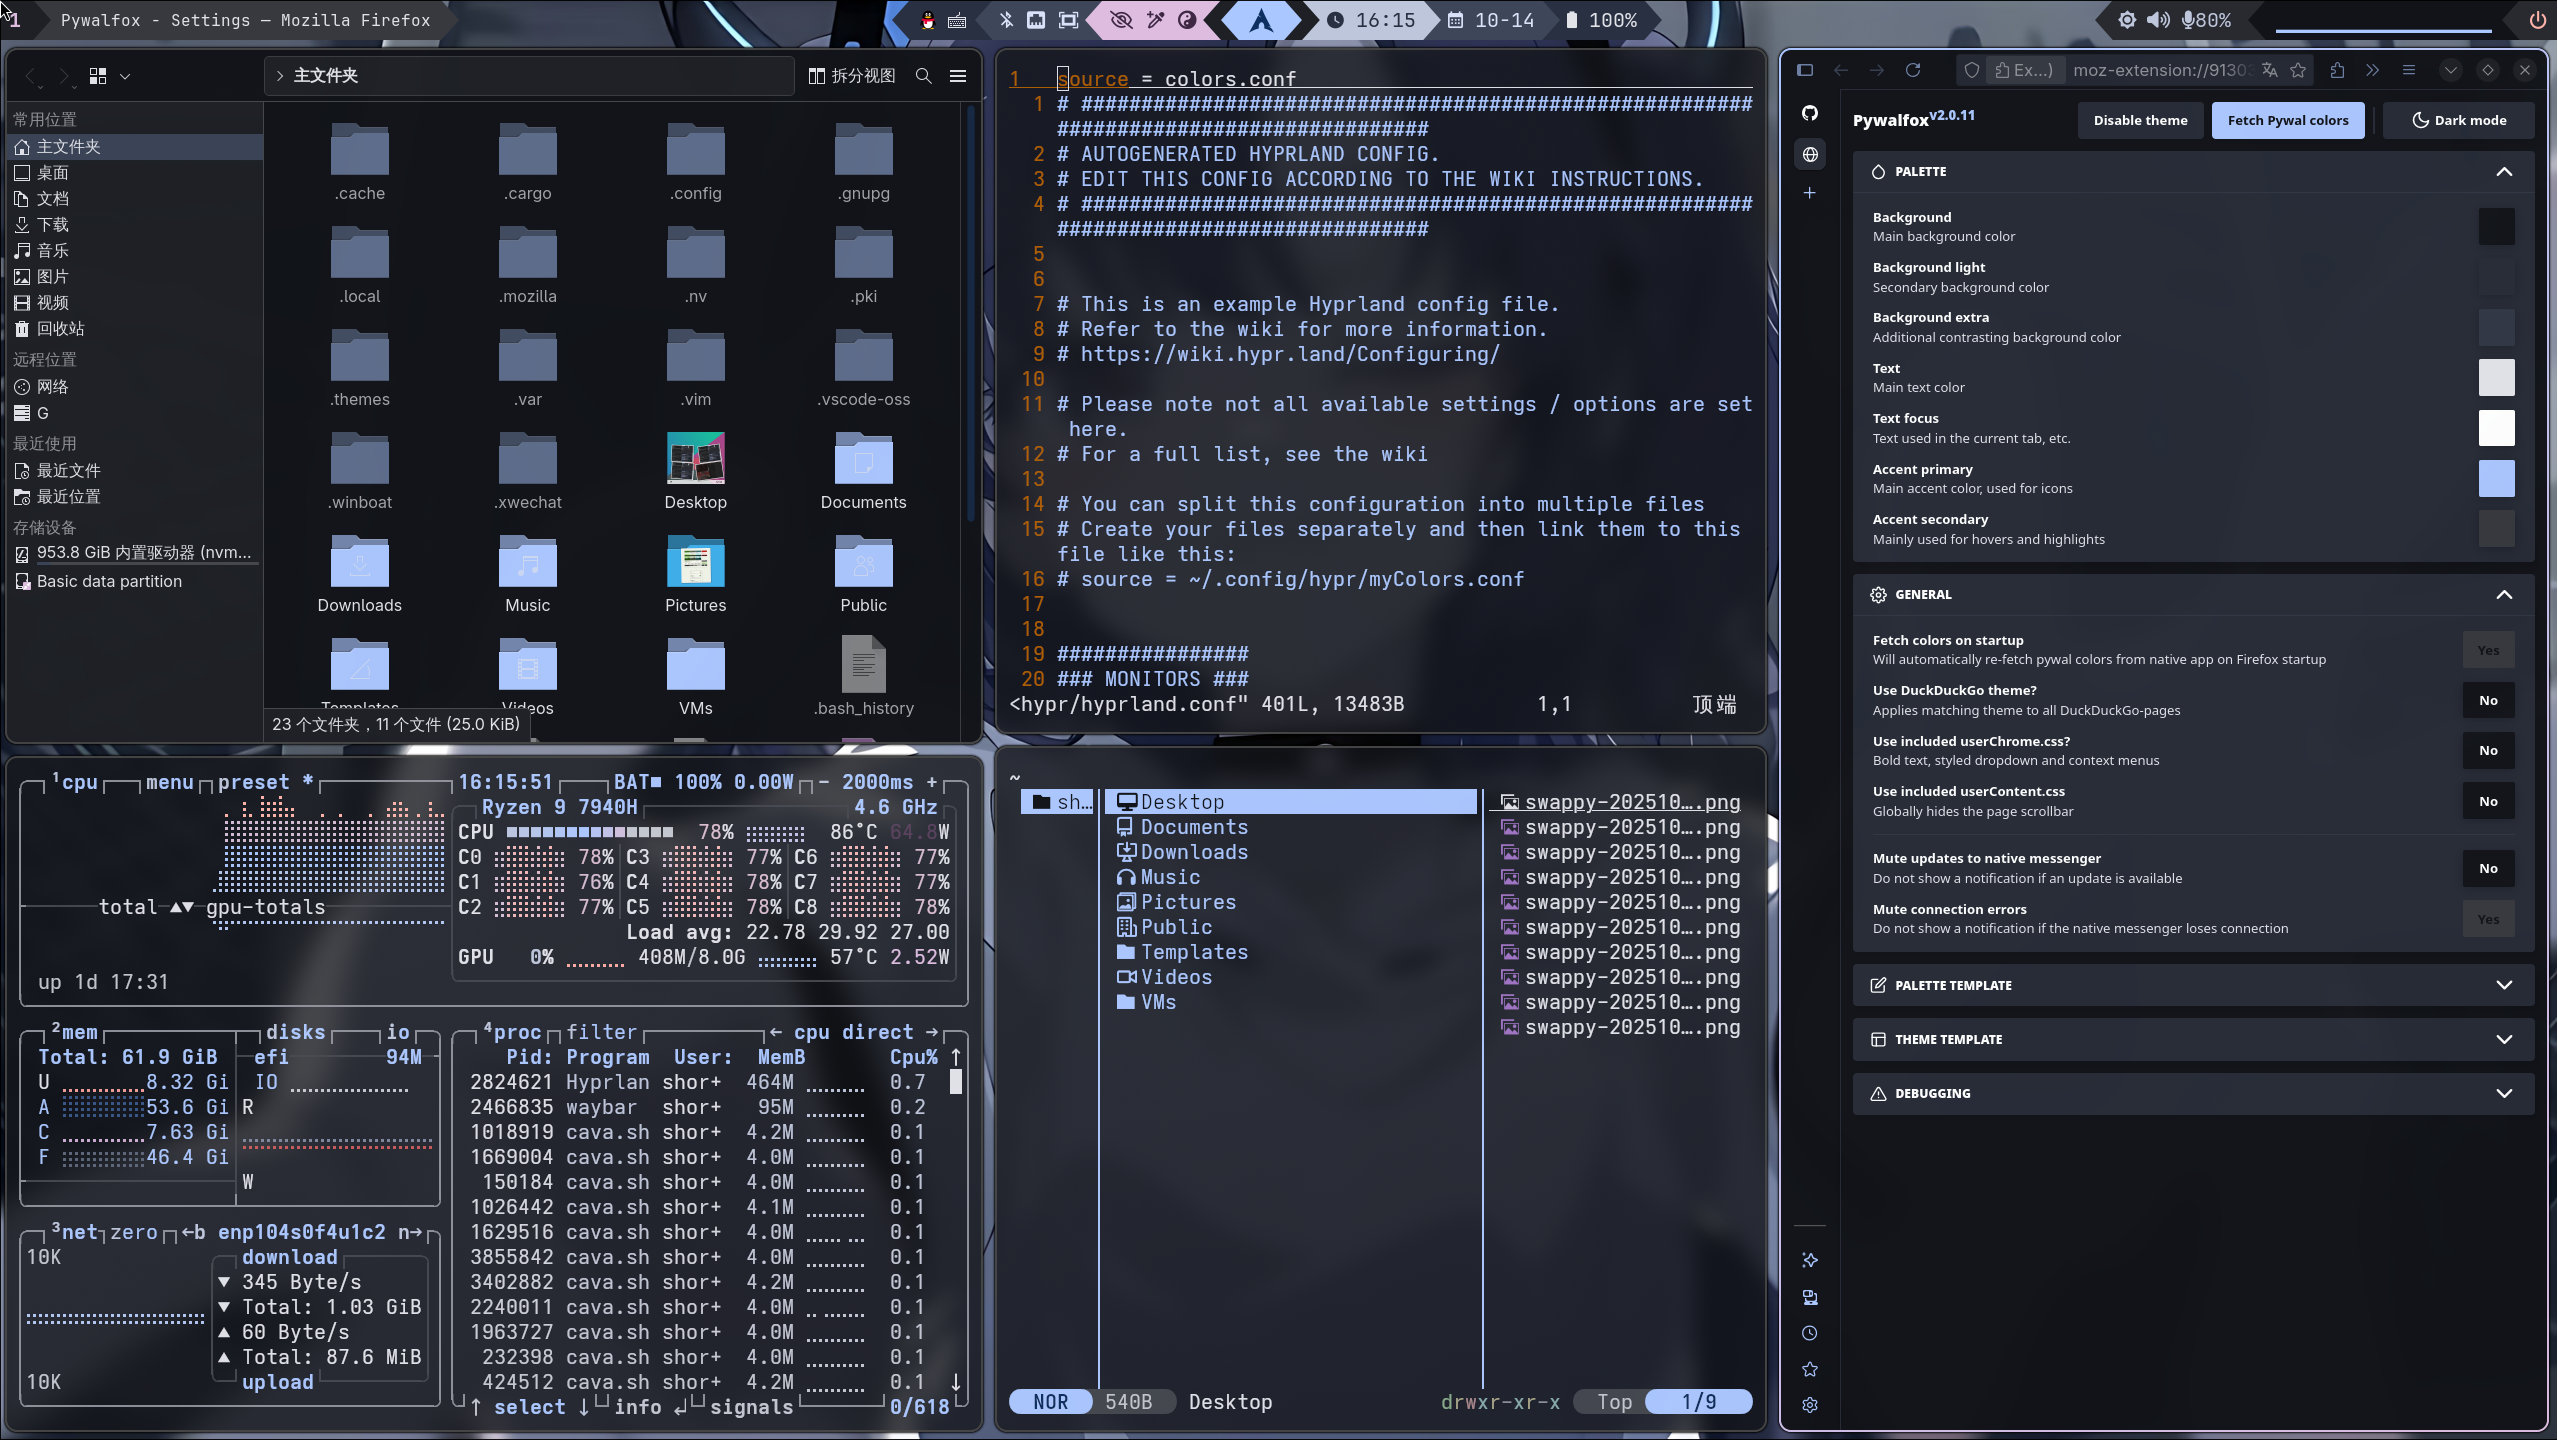 1 Pywalfox - Settings — Mozilla Firefox
16:15 10-14 100%
80%
主文件夹 拆分视图
常用位置
主文件夹
桌面
文档
下载
音乐
图片
视频
回收站
远程位置
网络
G
最近使用
最近文件
最近位置
存储设备
953.8 GiB 内置驱动器 (nvm...
Basic data partition
.cache .cargo .config .gnupg
.local .mozilla .nv .pki
.themes .var .vim .vscode-oss
.winboat .xwechat Desktop Documents
Downloads Music Pictures Public
Templates Videos VMs .bash_history
23 个文件夹，11 个文件 (25.0 KiB)
1 source = colors.conf
1 # ########################################################
###############################
2 # AUTOGENERATED HYPRLAND CONFIG.
3 # EDIT THIS CONFIG ACCORDING TO THE WIKI INSTRUCTIONS.
4 # ########################################################
###############################
5
6
7 # This is an example Hyprland config file.
8 # Refer to the wiki for more information.
9 # https://wiki.hypr.land/Configuring/
10
11 # Please note not all available settings / options are set
here.
12 # For a full list, see the wiki
13
14 # You can split this configuration into multiple files
15 # Create your files separately and then link them to this
file like this:
16 # source = ~/.config/hypr/myColors.conf
17
18
19 ################
20 ### MONITORS ###
<hypr/hyprland.conf" 401L, 13483B 1,1 顶端
Ex...) moz-extension://9130
Pywalfox v2.0.11 Disable theme Fetch Pywal colors Dark mode
PALETTE
Background
Main background color
Background light
Secondary background color
Background extra
Additional contrasting background color
Text
Main text color
Text focus
Text used in the current tab, etc.
Accent primary
Main accent color, used for icons
Accent secondary
Mainly used for hovers and highlights
GENERAL
Fetch colors on startup
Will automatically re-fetch pywal colors from native app on Firefox startup
Yes
Use DuckDuckGo theme?
Applies matching theme to all DuckDuckGo-pages
No
Use included userChrome.css?
Bold text, styled dropdown and context menus
No
Use included userContent.css
Globally hides the page scrollbar
No
Mute updates to native messenger
Do not show a notification if an update is available
No
Mute connection errors
Do not show a notification if the native messenger loses connection
Yes
PALETTE TEMPLATE
THEME TEMPLATE
DEBUGGING
¹cpu menu preset * 16:15:51 BAT■ 100% 0.00W - 2000ms +
Ryzen 9 7940H 4.6 GHz
CPU 78% 86°C 64.8W
C0 78% C3 77% C6 77%
C1 76% C4 78% C7 77%
C2 77% C5 78% C8 78%
total ▲▼ gpu-totals
Load avg: 22.78 29.92 27.00
GPU 0% 408M/8.0G 57°C 2.52W
up 1d 17:31
²mem disks io
Total: 61.9 GiB efi 94M
U 8.32 Gi IO
A 53.6 Gi R
C 7.63 Gi
F 46.4 Gi
W
³net zero ←b enp104s0f4u1c2 n→
10K download
▼ 345 Byte/s
▼ Total: 1.03 GiB
▲ 60 Byte/s
▲ Total: 87.6 MiB
10K upload
⁴proc filter ← cpu direct →
Pid: Program User: MemB Cpu% ↑
2824621 Hyprlan shor+ 464M 0.7
2466835 waybar shor+ 95M 0.2
1018919 cava.sh shor+ 4.2M 0.1
1669004 cava.sh shor+ 4.0M 0.1
150184 cava.sh shor+ 4.0M 0.1
1026442 cava.sh shor+ 4.1M 0.1
1629516 cava.sh shor+ 4.0M 0.1
3855842 cava.sh shor+ 4.0M 0.1
3402882 cava.sh shor+ 4.2M 0.1
2240011 cava.sh shor+ 4.0M 0.1
1963727 cava.sh shor+ 4.0M 0.1
232398 cava.sh shor+ 4.0M 0.1
424512 cava.sh shor+ 4.2M 0.1 ↓
↑ select ↓ info ↲ signals 0/618
~
sh… Desktop swappy-202510….png
Documents swappy-202510….png
Downloads swappy-202510….png
Music swappy-202510….png
Pictures swappy-202510….png
Public swappy-202510….png
Templates swappy-202510….png
Videos swappy-202510….png
VMs swappy-202510….png
swappy-202510….png
NOR 540B Desktop drwxr-xr-x Top 1/9